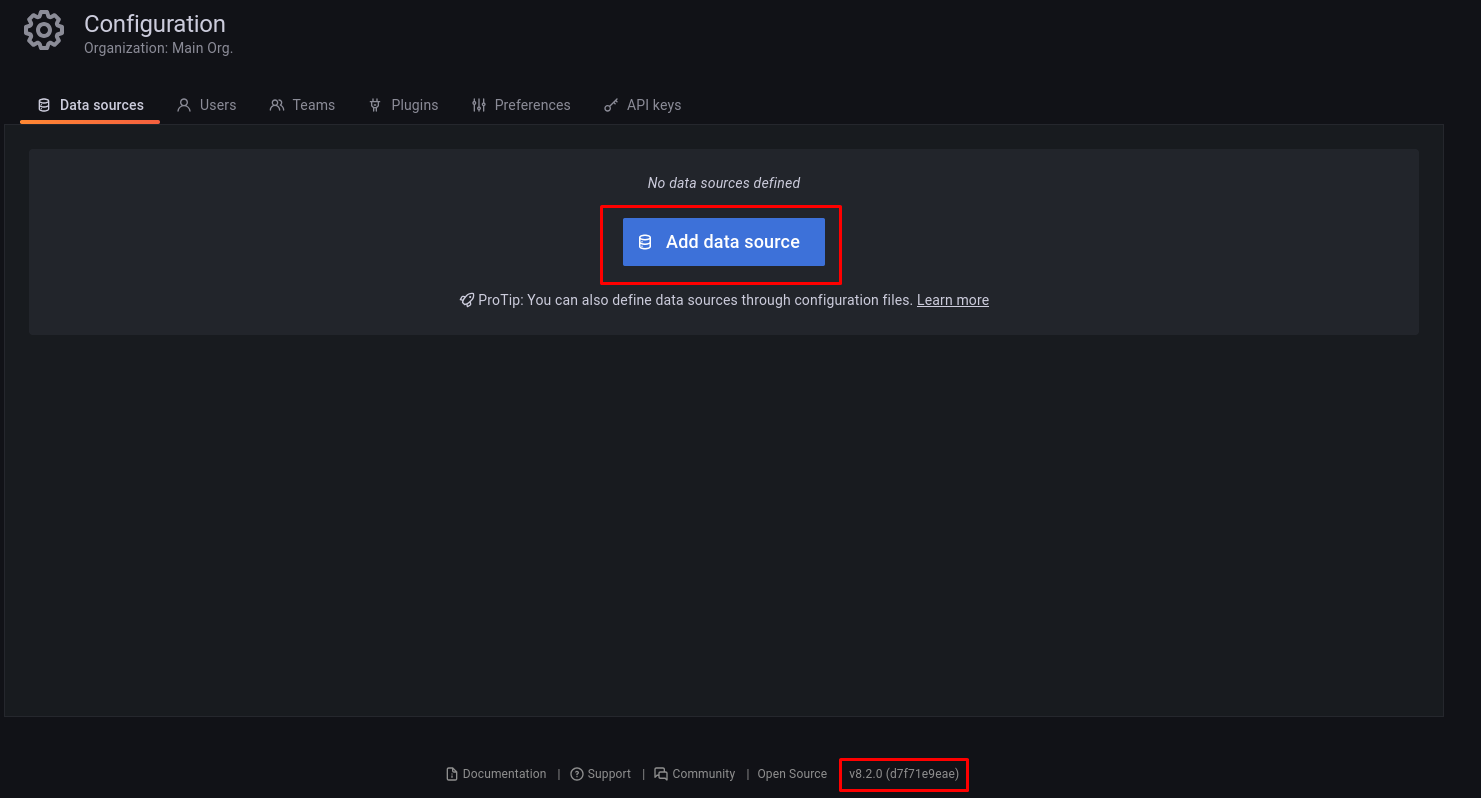 Configuration
Organization: Main Org.
Data sources Users Teams Plugins Preferences API keys
No data sources defined
Add data source
ProTip: You can also define data sources through configuration files. Learn more
Documentation | Support | Community | Open Source v8.2.0 (d7f71e9eae)